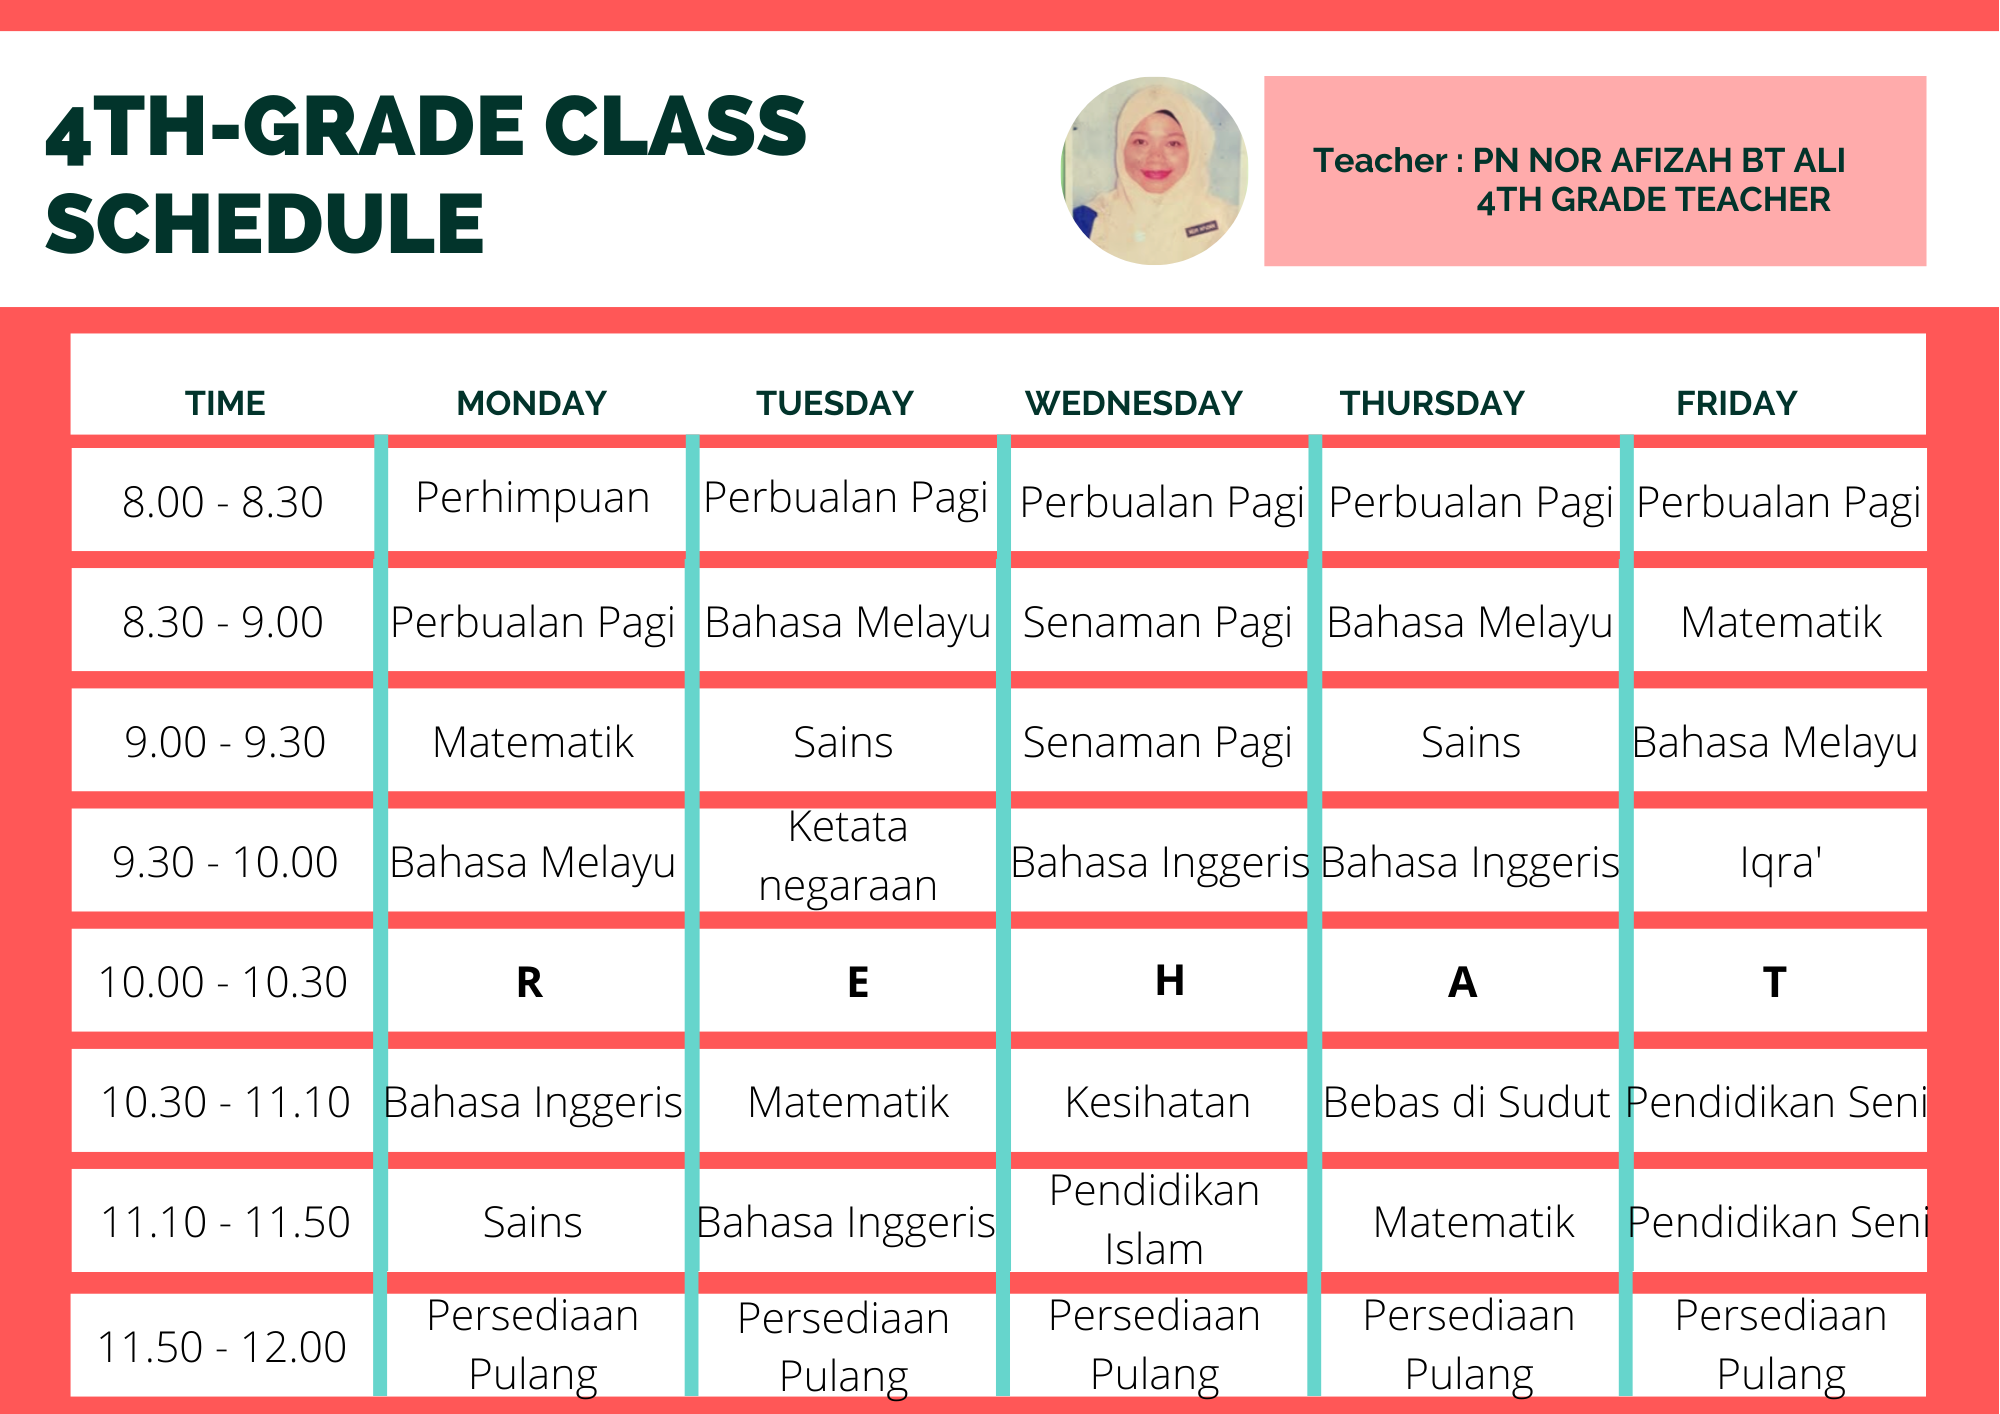 4TH-GRADE CLASS
SCHEDULE
Teacher : PN NOR AFIZAH BT ALI
4TH GRADE TEACHER
NOR AFIZAH
TIME MONDAY TUESDAY WEDNESDAY THURSDAY FRIDAY
8.00 - 8.30 Perhimpuan Perbualan Pagi Perbualan Pagi Perbualan Pagi Perbualan Pagi
8.30 - 9.00 Perbualan Pagi Bahasa Melayu Senaman Pagi Bahasa Melayu Matematik
9.00 - 9.30 Matematik Sains Senaman Pagi Sains Bahasa Melayu
9.30 - 10.00 Bahasa Melayu Ketata
negaraan Bahasa Inggeris Bahasa Inggeris Iqra'
10.00 - 10.30 R E H A T
10.30 - 11.10 Bahasa Inggeris Matematik Kesihatan Bebas di Sudut Pendidikan Seni
11.10 - 11.50 Sains Bahasa Inggeris Pendidikan
Islam Matematik Pendidikan Seni
11.50 - 12.00 Persediaan
Pulang Persediaan
Pulang Persediaan
Pulang Persediaan
Pulang Persediaan
Pulang